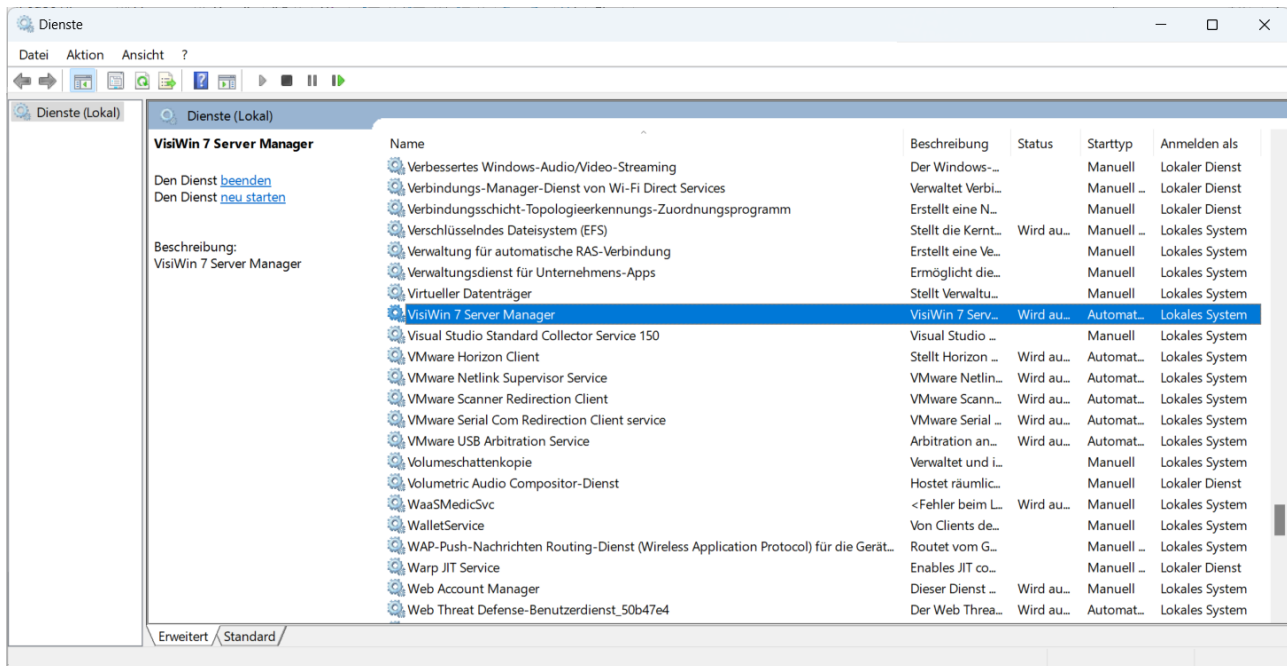 Dienste
Datei Aktion Ansicht ?
Dienste (Lokal)
Dienste (Lokal)
VisiWin 7 Server Manager
Den Dienst beenden
Den Dienst neu starten
Beschreibung:
VisiWin 7 Server Manager
Name Beschreibung Status Starttyp Anmelden als
Verbessertes Windows-Audio/Video-Streaming Der Windows-... Manuell Lokaler Dienst
Verbindungs-Manager-Dienst von Wi-Fi Direct Services Verwaltet Verbi... Manuell ... Lokaler Dienst
Verbindungsschicht-Topologieerkennungs-Zuordnungsprogramm Erstellt eine N... Manuell Lokaler Dienst
Verschlüsselndes Dateisystem (EFS) Stellt die Kernt... Wird au... Manuell ... Lokales System
Verwaltung für automatische RAS-Verbindung Erstellt eine Ve... Manuell Lokales System
Verwaltungsdienst für Unternehmens-Apps Ermöglicht die... Manuell Lokales System
Virtueller Datenträger Stellt Verwaltu... Manuell Lokales System
VisiWin 7 Server Manager VisiWin 7 Serv... Wird au... Automat... Lokales System
Visual Studio Standard Collector Service 150 Visual Studio ... Manuell Lokales System
VMware Horizon Client Stellt Horizon ... Wird au... Automat... Lokales System
VMware Netlink Supervisor Service VMware Netlin... Wird au... Automat... Lokales System
VMware Scanner Redirection Client VMware Scann... Wird au... Automat... Lokales System
VMware Serial Com Redirection Client service VMware Serial ... Wird au... Automat... Lokales System
VMware USB Arbitration Service Arbitration an... Wird au... Automat... Lokales System
Volumeschattenkopie Verwaltet und i... Manuell Lokales System
Volumetric Audio Compositor-Dienst Hostet räumlic... Manuell Lokaler Dienst
WaaSMedicSvc <Fehler beim L... Wird au... Manuell Lokales System
WalletService Von Clients de... Manuell Lokales System
WAP-Push-Nachrichten Routing-Dienst (Wireless Application Protocol) für die Gerät... Routet vom G... Manuell ... Lokales System
Warp JIT Service Enables JIT co... Manuell ... Lokaler Dienst
Web Account Manager Dieser Dienst ... Wird au... Manuell Lokales System
Web Threat Defense-Benutzerdienst_50b47e4 Der Web Threa... Wird au... Automat... Lokales System
Erweitert Standard